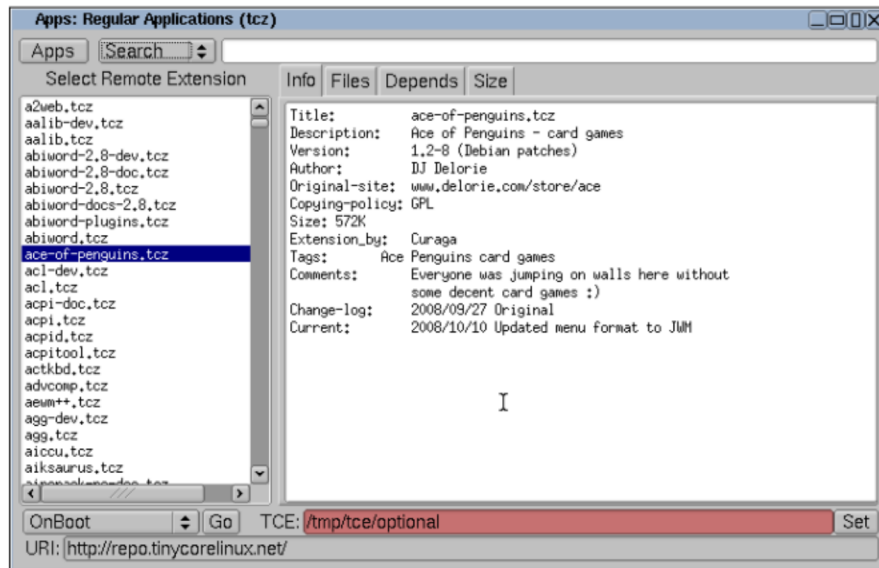 Apps: Regular Applications (tcz)
Apps Search
Select Remote Extension Info Files Depends Size
a2web.tcz
aalib-dev.tcz
aalib.tcz
abiword-2.8-dev.tcz
abiword-2.8-doc.tcz
abiword-2.8.tcz
abiword-docs-2.8.tcz
abiword-plugins.tcz
abiword.tcz
ace-of-penguins.tcz
acl-dev.tcz
acl.tcz
acpi-doc.tcz
acpi.tcz
acpid.tcz
acpitool.tcz
actkbd.tcz
advcomp.tcz
aewm++.tcz
agg-dev.tcz
agg.tcz
aiccu.tcz
aiksaurus.tcz
Title: ace-of-penguins.tcz
Description: Ace of Penguins - card games
Version: 1.2-8 (Debian patches)
Author: DJ Delorie
Original-site: www.delorie.com/store/ace
Copying-policy: GPL
Size: 572K
Extension_by: Curaga
Tags: Ace Penguins card games
Comments: Everyone was jumping on walls here without
some decent card games :)
Change-log: 2008/09/27 Original
Current: 2008/10/10 Updated menu format to JWM
OnBoot Go TCE: /tmp/tce/optional Set
URI: http://repo.tinycorelinux.net/